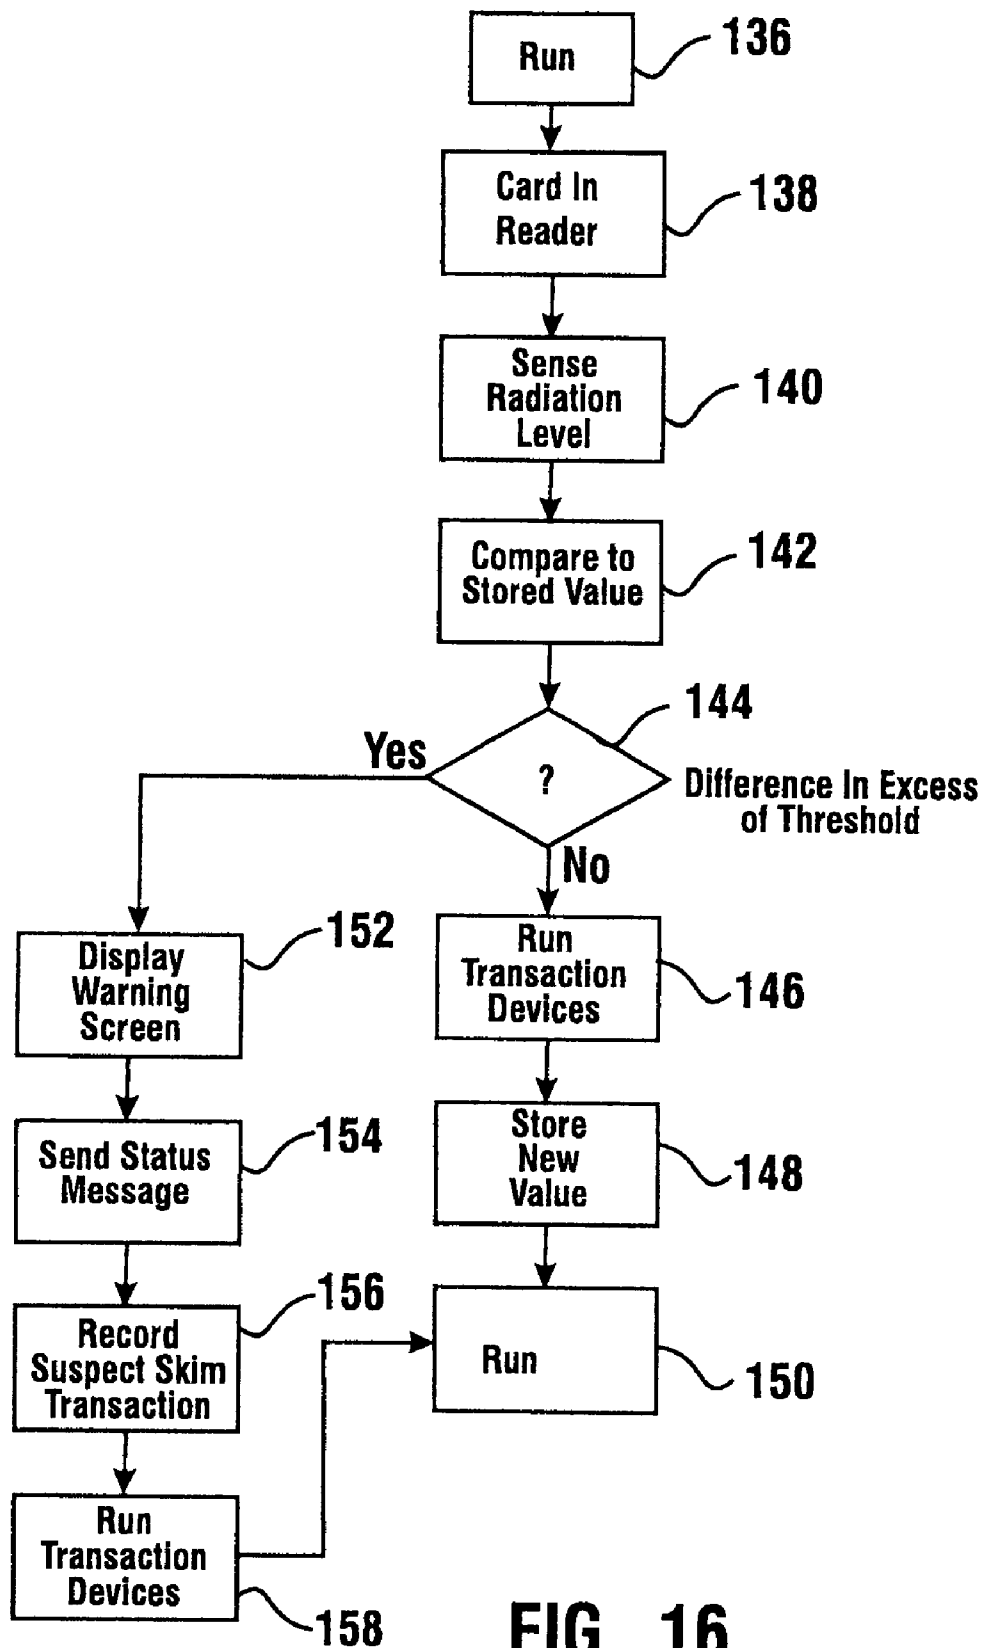 Run
136
Card In
Reader
138
Sense
Radiation
Level
140
Compare to
Stored Value
142
144
Yes
?
Difference In Excess
of Threshold
No
Display
Warning
Screen
152
Run
Transaction
Devices
146
Send Status
Message
154
Store
New
Value
148
Record
Suspect Skim
Transaction
156
Run
150
Run
Transaction
Devices
158
FIG 16